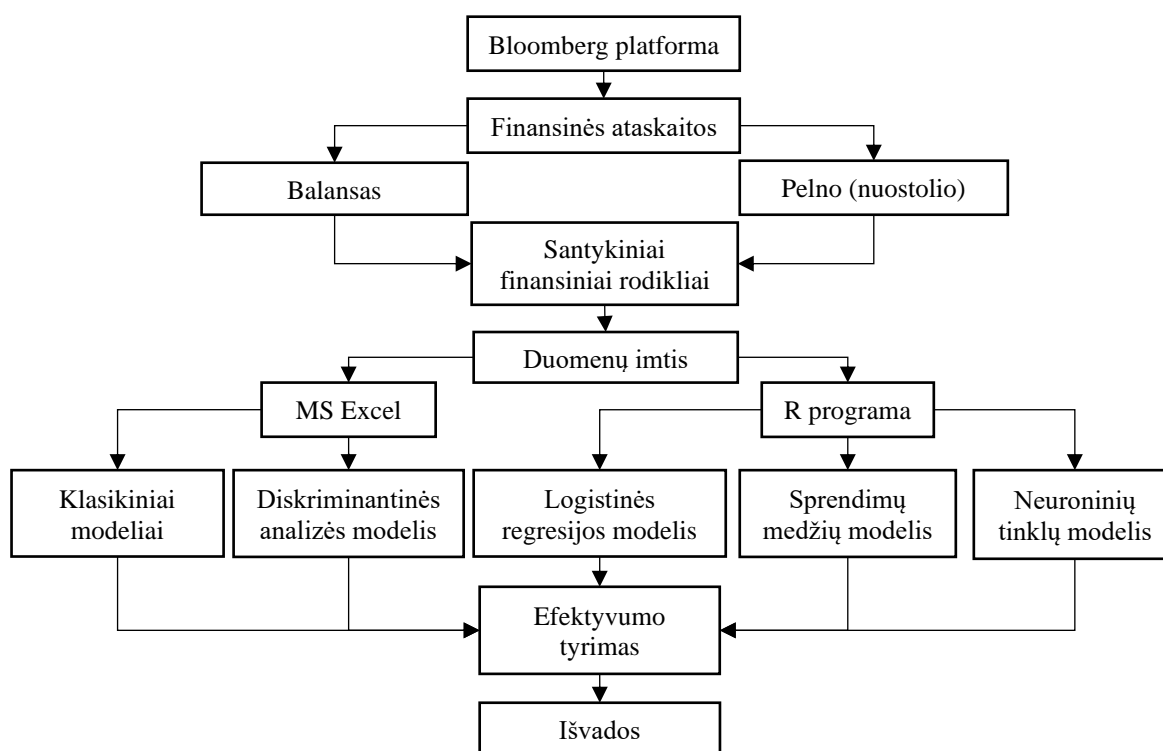 Bloomberg platforma
Finansinės ataskaitos
Balansas
Pelno (nuostolio)
Santykiniai
finansiniai rodikliai
Duomenų imtis
MS Excel
R programa
Klasikiniai
modeliai
Diskriminantinės
analizės modelis
Logistinės
regresijos modelis
Sprendimų
medžių modelis
Neuroninių
tinklų modelis
Efektyvumo
tyrimas
Išvados